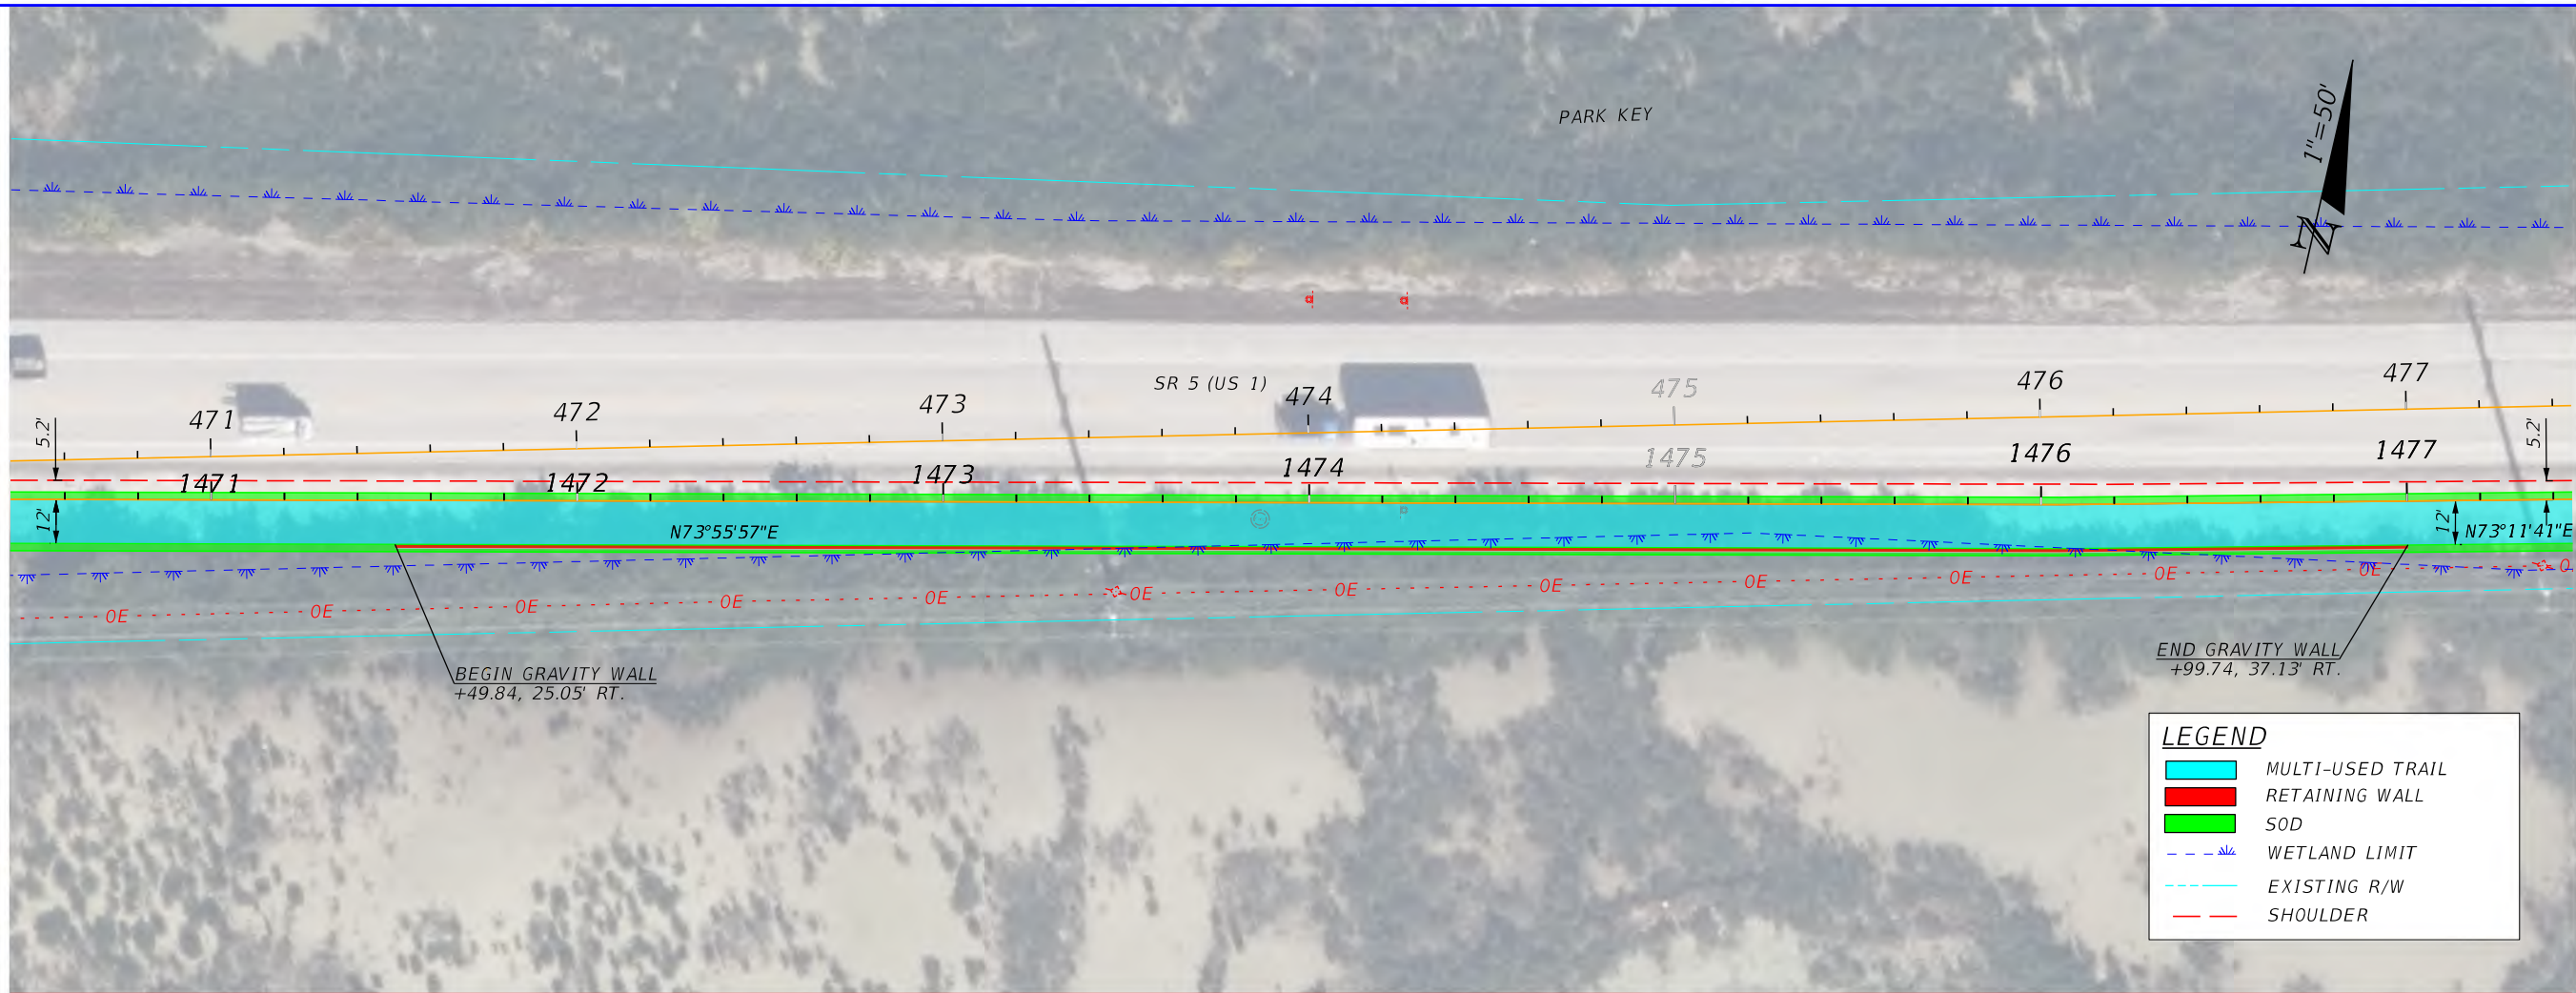 PARK KEY
1"=50'
N
SR 5 (US 1)
471
472
473
474
475
476
477
5.2'
5.2'
1471
1472
1473
1474
1475
1476
1477
12'
12'
N73°55'57"E
N73°11'41"E
OE OE OE OE OE OE OE OE OE OE OE OE
BEGIN GRAVITY WALL
+49.84, 25.05' RT.
END GRAVITY WALL
+99.74, 37.13' RT.
LEGEND
MULTI-USED TRAIL
RETAINING WALL
SOD
WETLAND LIMIT
EXISTING R/W
SHOULDER